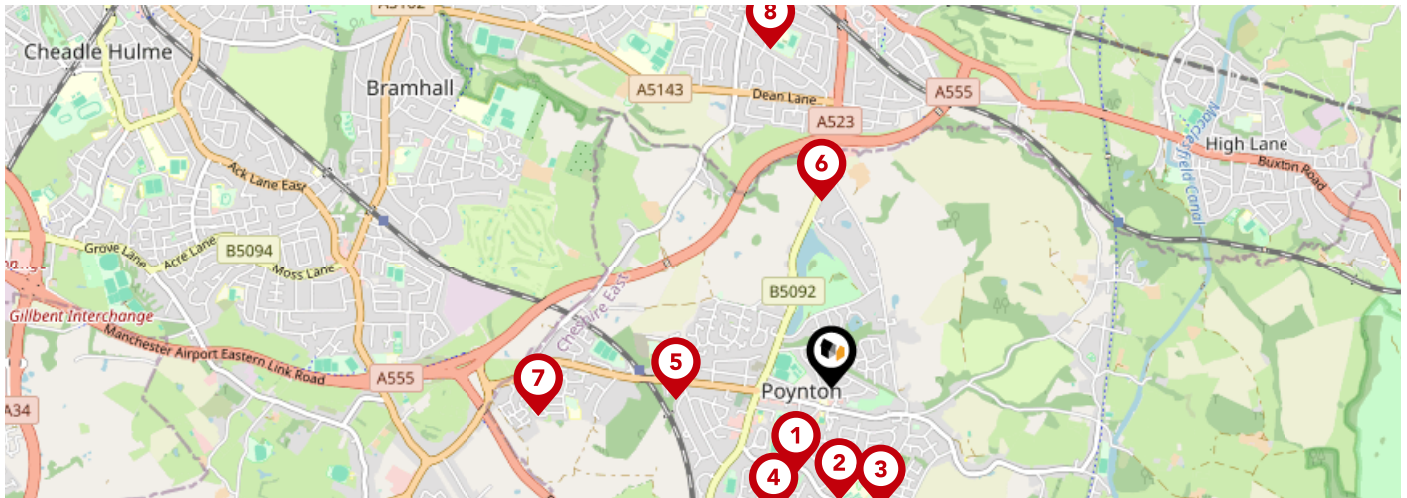 8
Cheadle Hulme
Bramhall
A5143
Dean Lane
A555
A523
High Lane
Buxton Road
Macclesfield Canal
6
Ack Lane East
Grove Lane
Acre Lane
B5094
Moss Lane
B5092
Cheshire East
Gillbent Interchange
Manchester Airport Eastern Link Road
A555
5
7
Poynton
A34
1
2
3
4